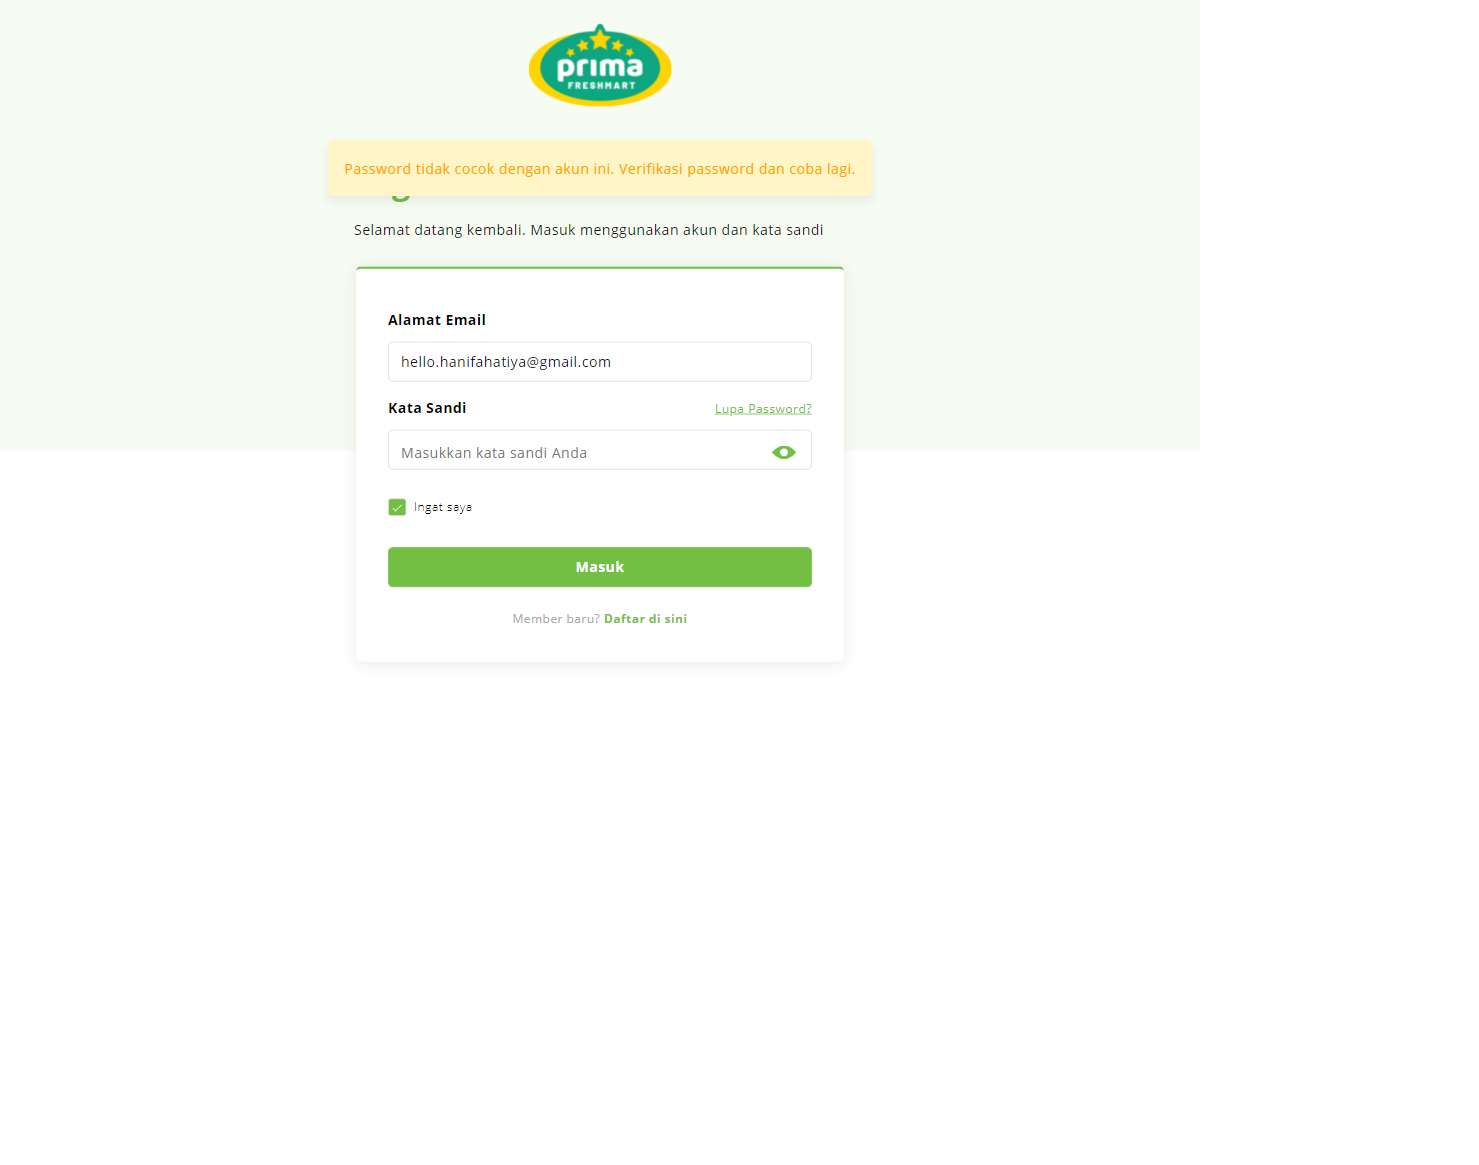 prima
FRESHMART
Password tidak cocok dengan akun ini. Verifikasi password dan coba lagi.
Selamat datang kembali. Masuk menggunakan akun dan kata sandi
Alamat Email
hello.hanifahatiya@gmail.com
Kata Sandi
Lupa Password?
Masukkan kata sandi Anda
Ingat saya
Masuk
Member baru? Daftar di sini